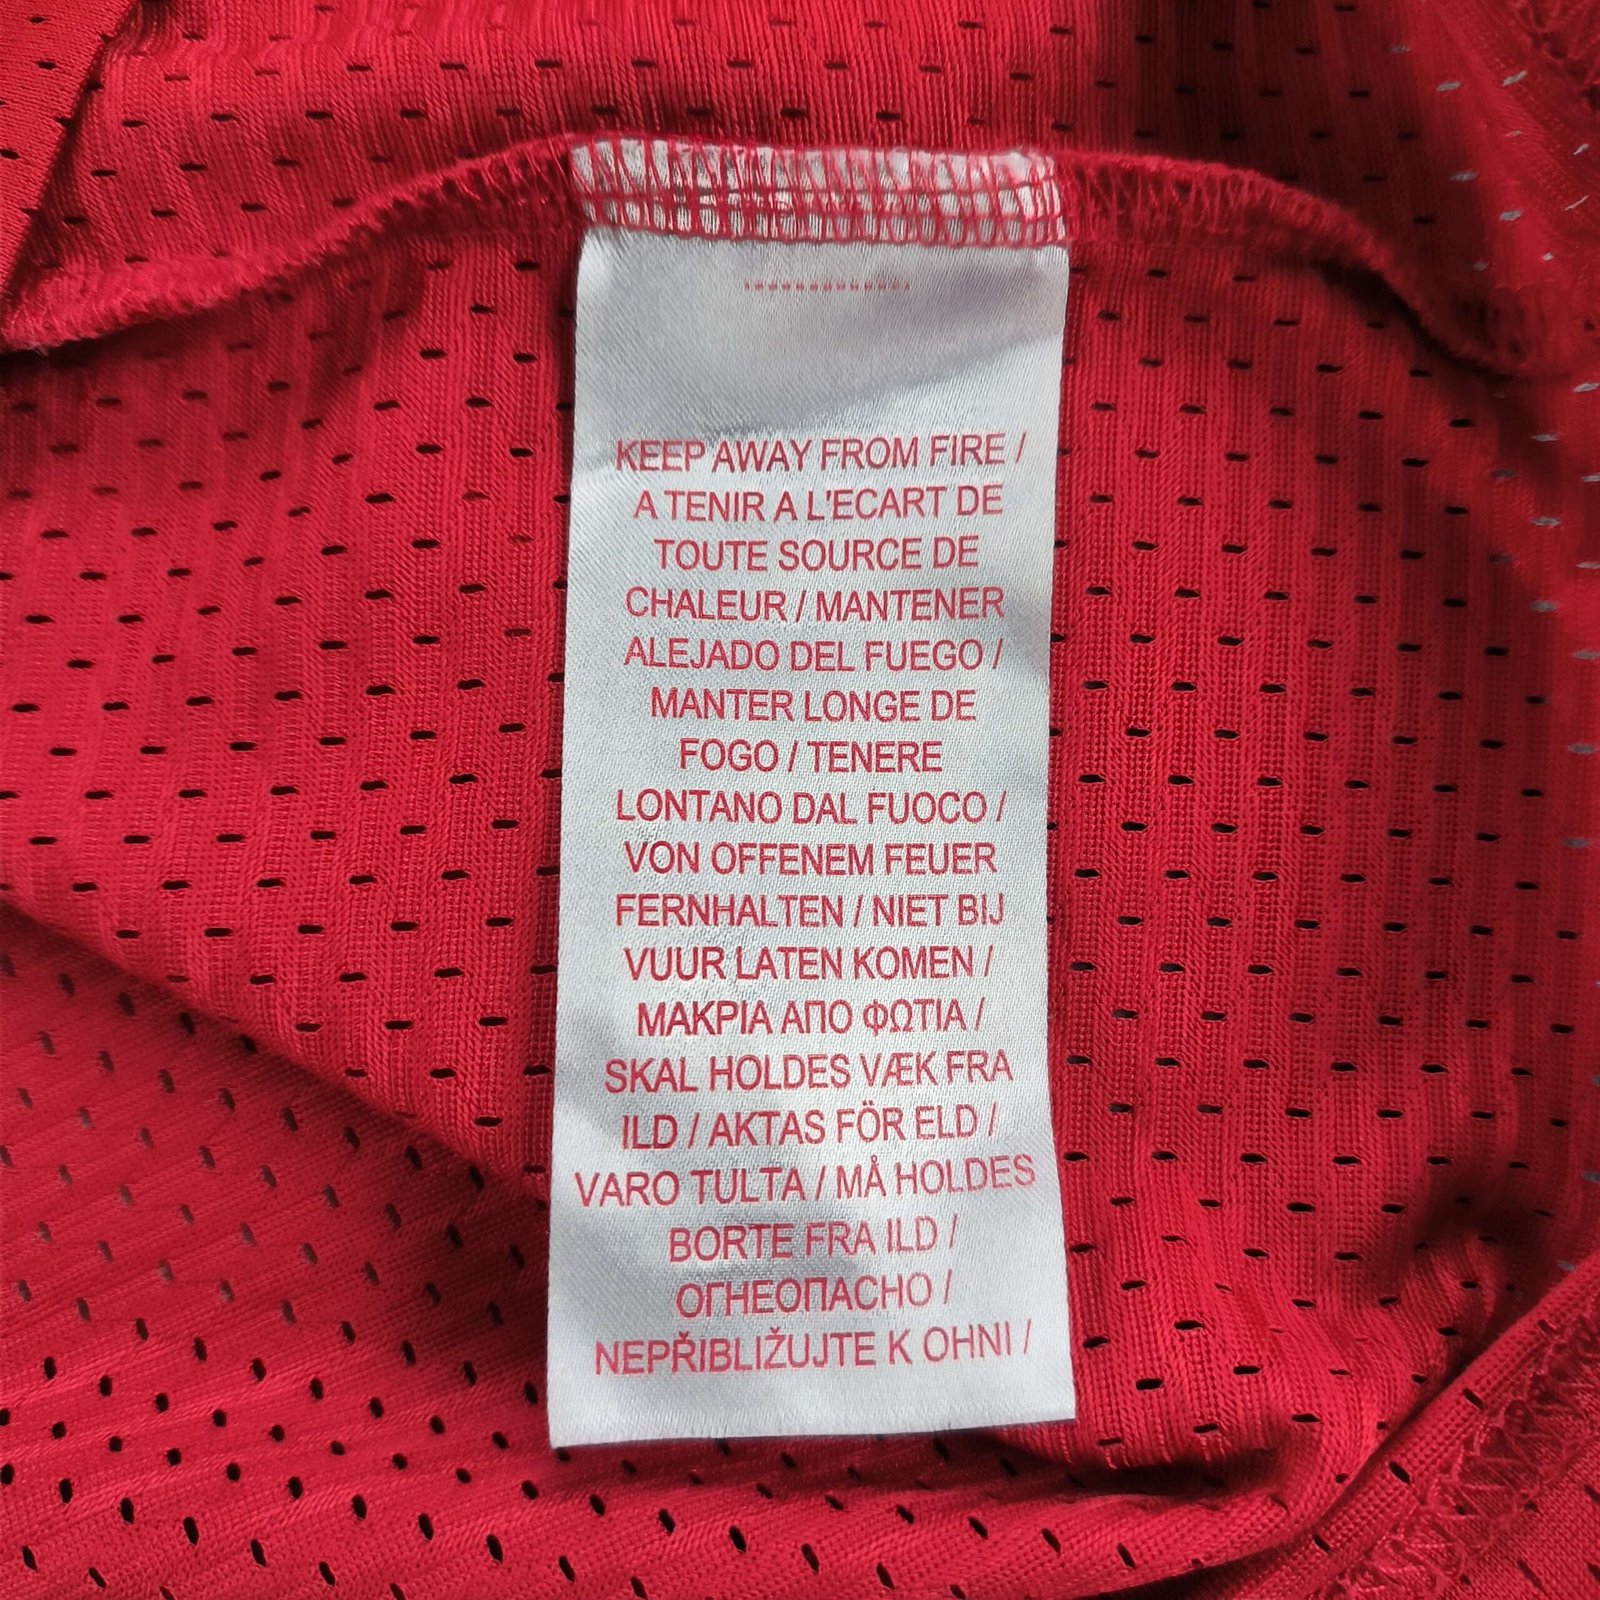 KEEP AWAY FROM FIRE /
A TENIR A L'ECART DE
TOUTE SOURCE DE
CHALEUR / MANTENER
ALEJADO DEL FUEGO /
MANTER LONGE DE
FOGO / TENERE
LONTANO DAL FUOCO /
VON OFFENEM FEUER
FERNHALTEN / NIET BIJ
VUUR LATEN KOMEN /
ΜΑΚΡΙΑ ΑΠΟ ΦΩΤΙΑ /
SKAL HOLDES VÆK FRA
ILD / AKTAS FÖR ELD /
VARO TULTA / MÅ HOLDES
BORTE FRA ILD /
ОГНЕОПАСНО /
NEPŘIBLIŽUJTE K OHNI /